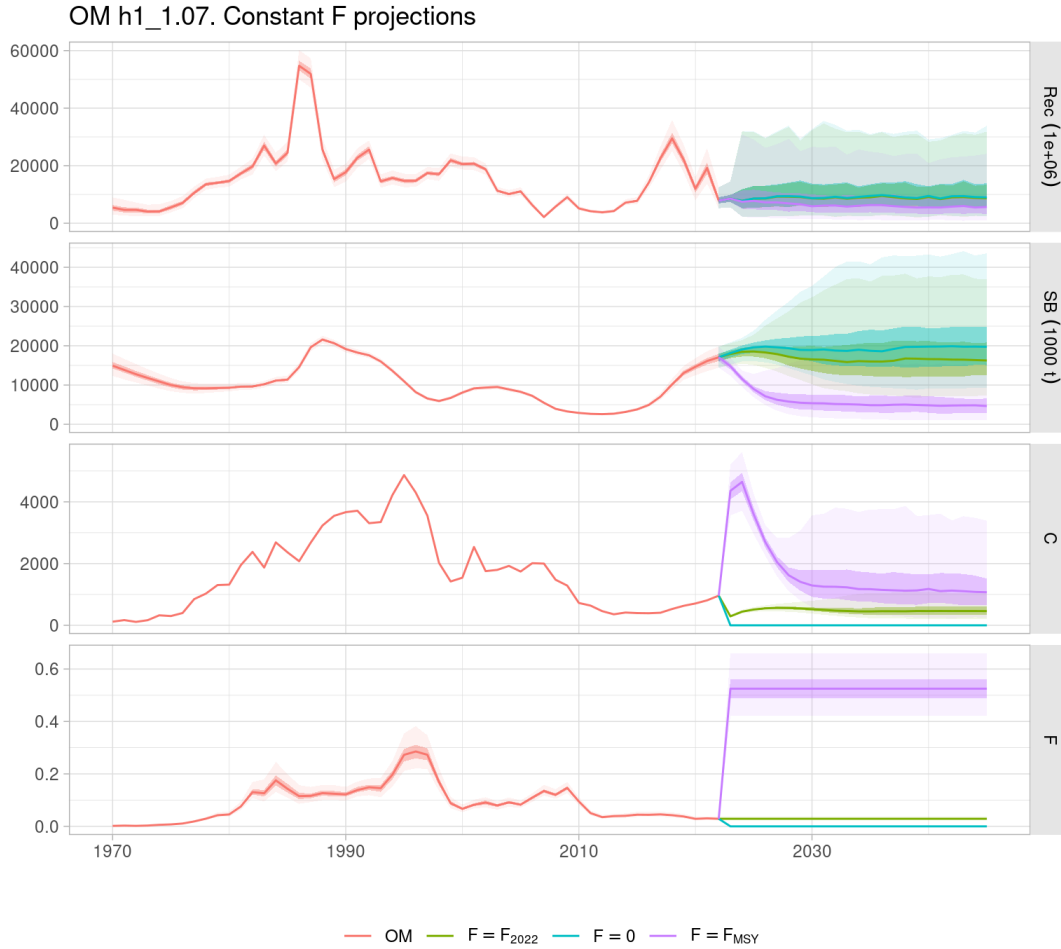 OM h1_1.07. Constant F projections
60000
40000
20000
0
Rec (1e+06)
40000
30000
20000
10000
0
SB (1000 t)
4000
2000
0
C
0.6
0.4
0.2
0.0
F
1970 1990 2010 2030
OM F = F2022 F = 0 F = FMSY